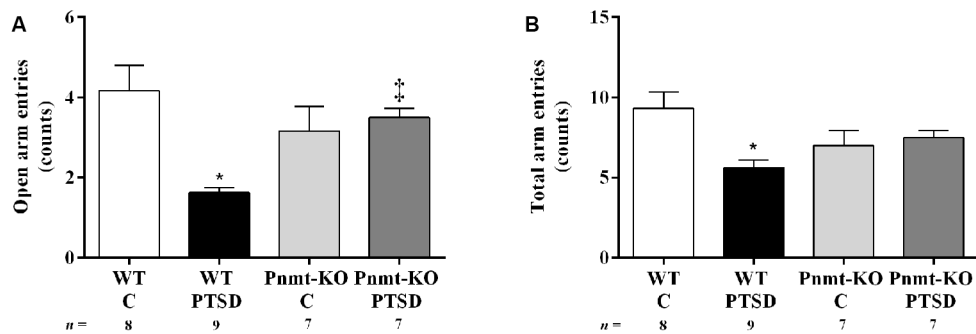 A
Open arm entries
(counts)
6
4
2
0
*
‡
WT
C
WT
PTSD
Pnmt-KO
C
Pnmt-KO
PTSD
n = 8 9 7 7
B
Total arm entries
(counts)
15
10
5
0
*
WT
C
WT
PTSD
Pnmt-KO
C
Pnmt-KO
PTSD
n = 8 9 7 7